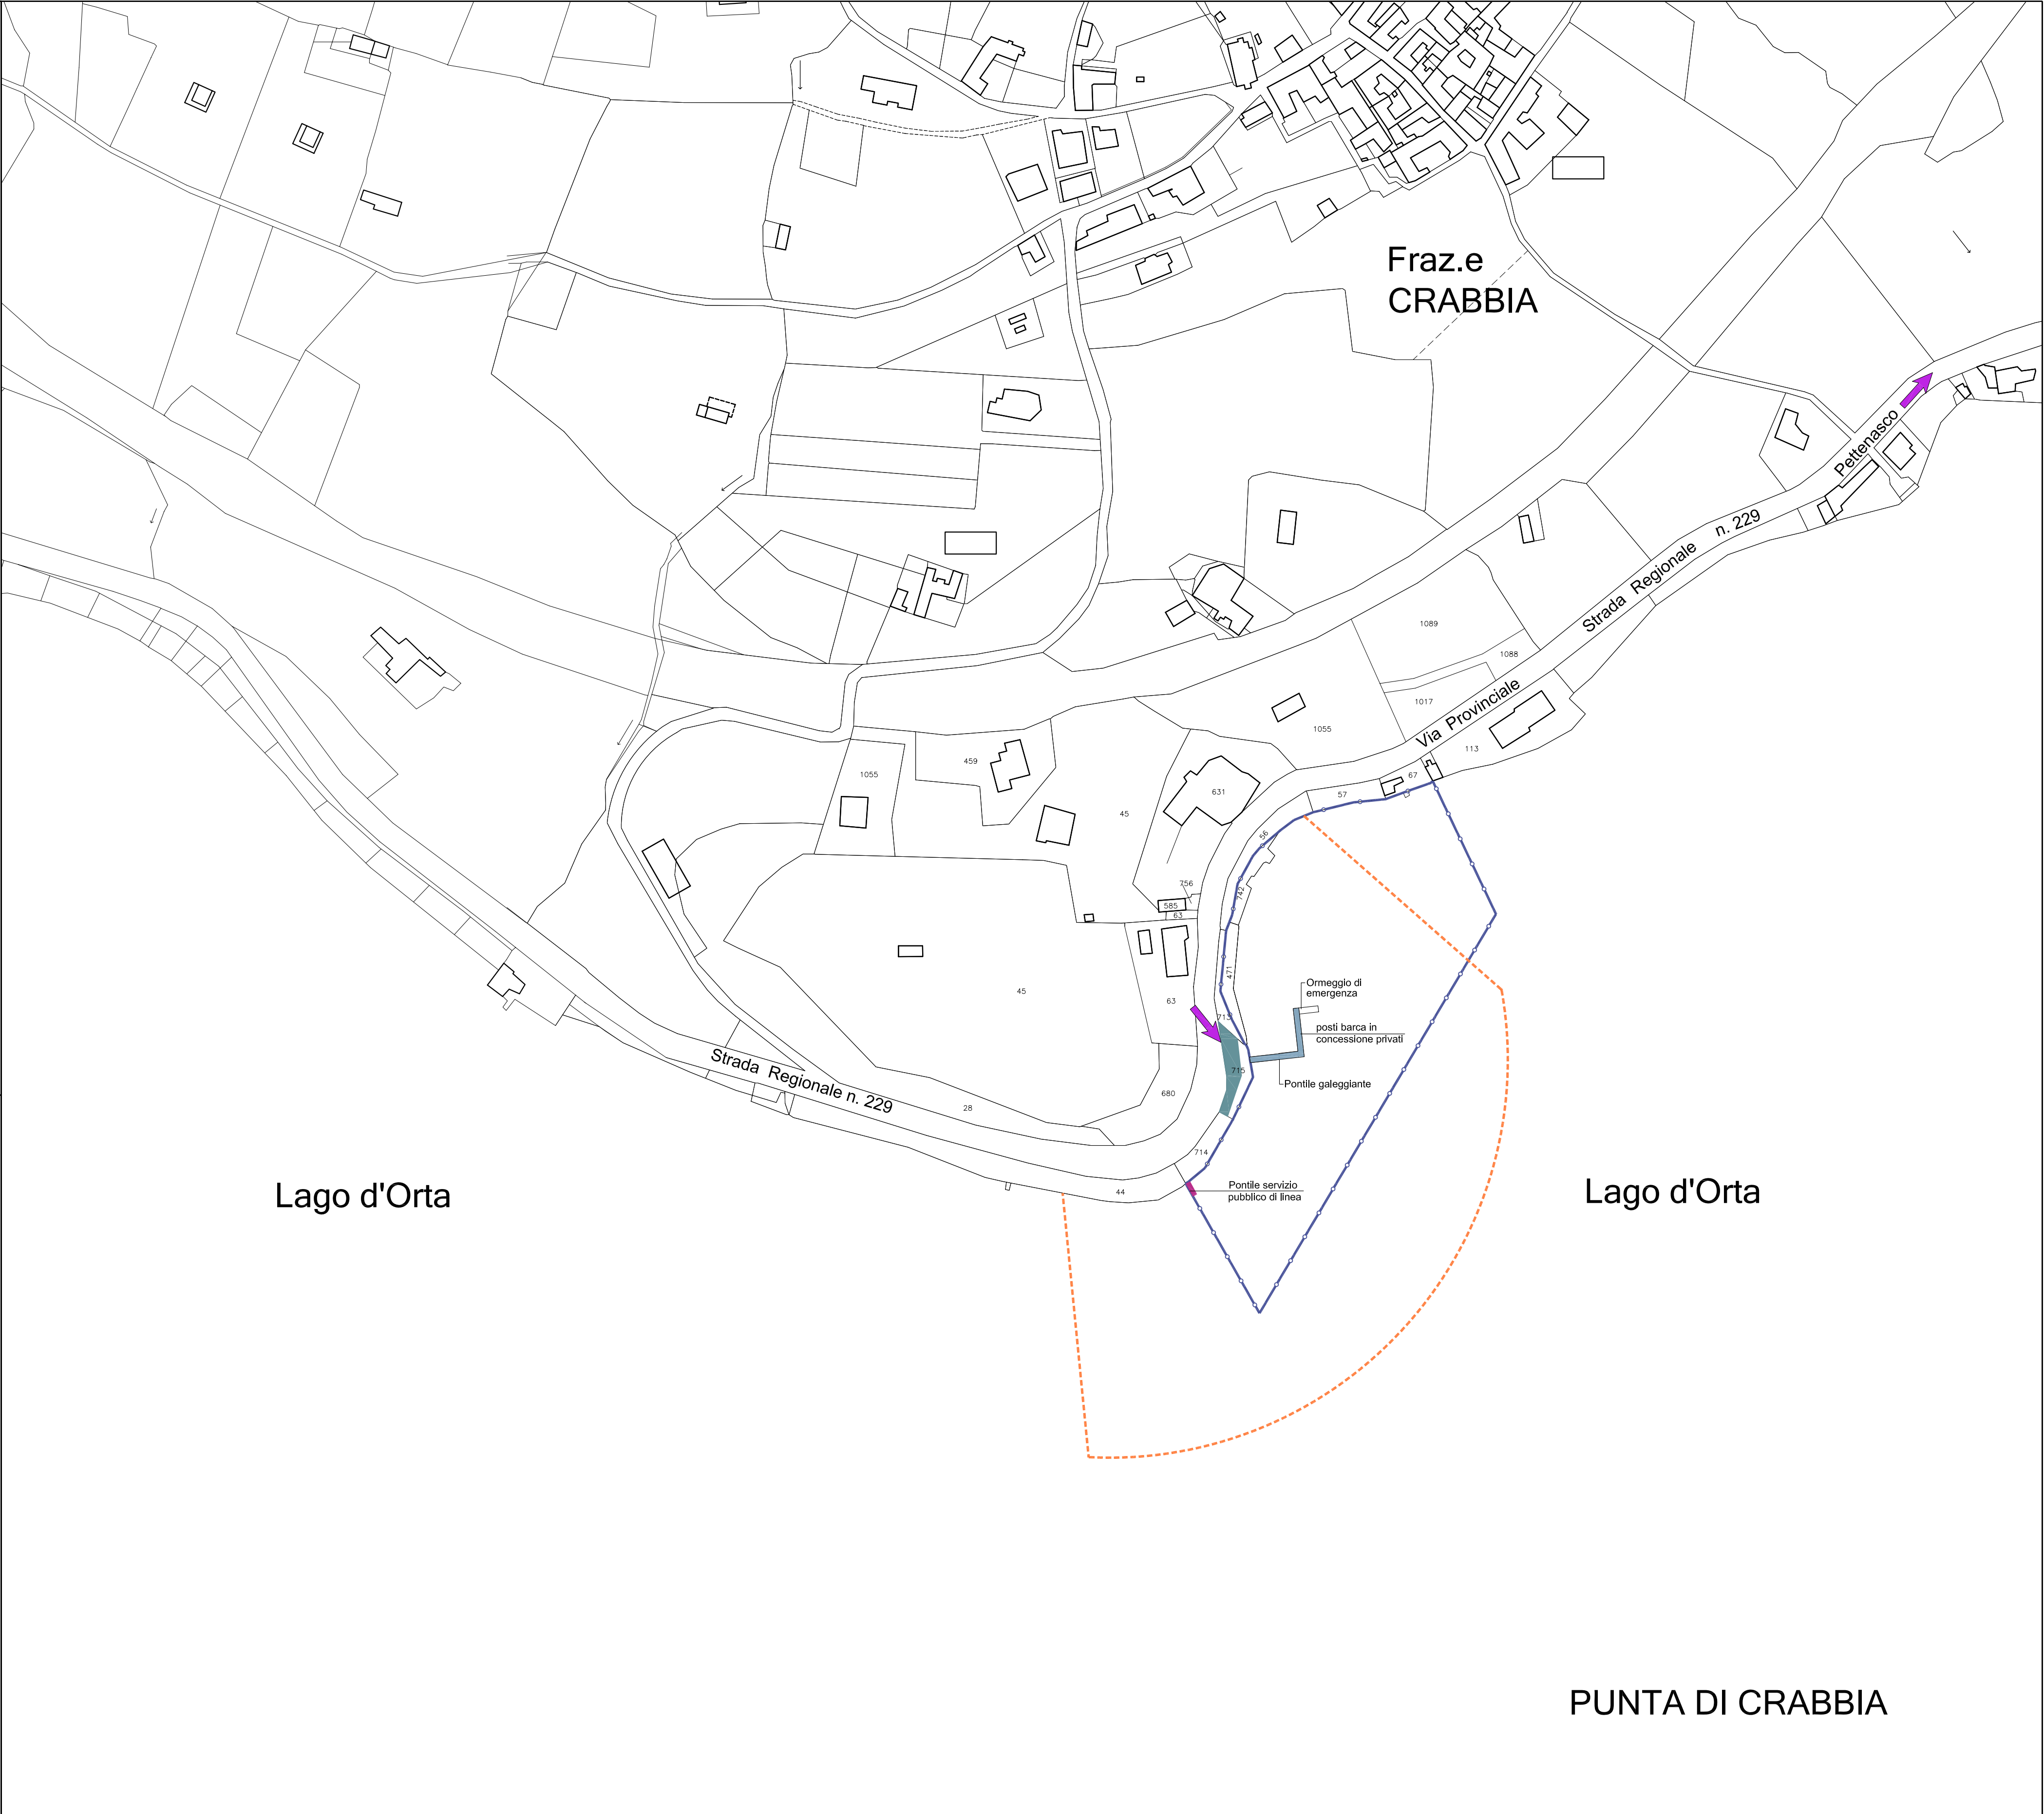 Fraz.e
CRABBIA
Pettenasco
Strada Regionale n. 229
Via Provinciale
1089
1088
1017
1055
113
67
57
56
742
471
713
715
714
1055
459
45
631
756
585
63
45
63
680
28
44
Ormeggio di
emergenza
posti barca in
concessione privati
Pontile galeggiante
Strada Regionale n. 229
Pontile servizio
pubblico di linea
Lago d'Orta
Lago d'Orta
PUNTA DI CRABBIA